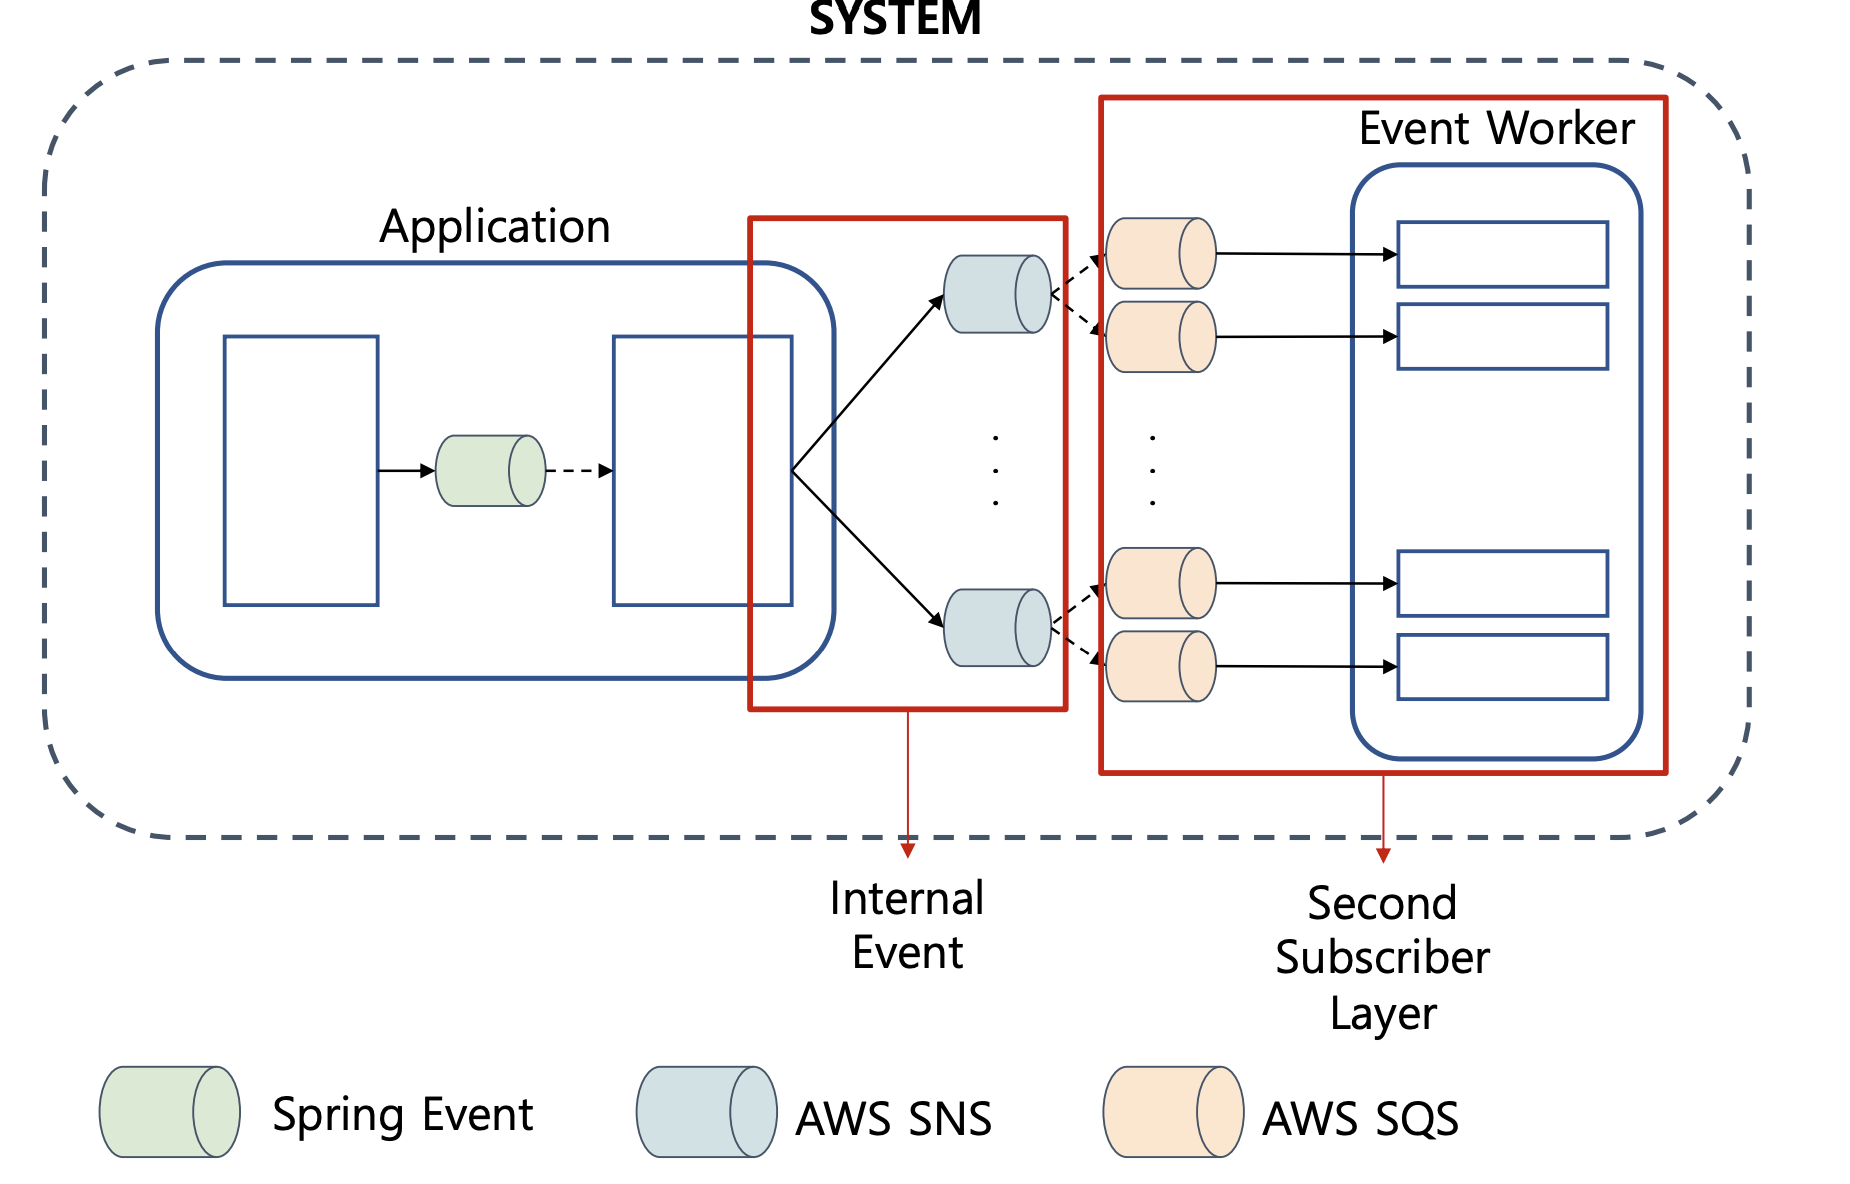 SYSTEM
Event Worker
Application
Internal
Event
Second
Subscriber
Layer
Spring Event
AWS SNS
AWS SQS